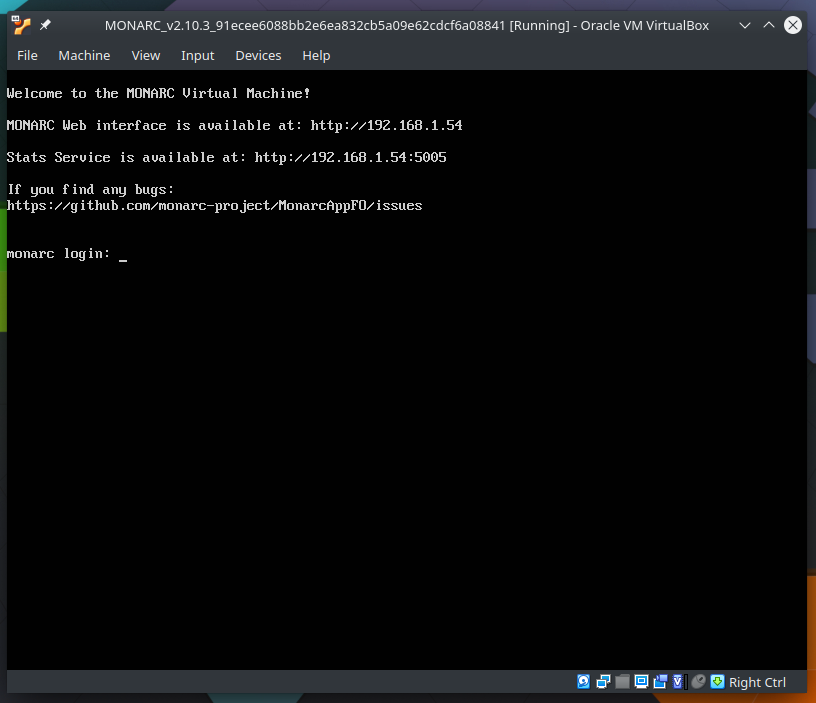 MONARC_v2.10.3_91ecee6088bb2e6ea832cb5a09e62cdcf6a08841 [Running] - Oracle VM VirtualBox
File Machine View Input Devices Help
Welcome to the MONARC Virtual Machine!
MONARC Web interface is available at: http://192.168.1.54
Stats Service is available at: http://192.168.1.54:5005
If you find any bugs:
https://github.com/monarc-project/MonarcAppFO/issues
monarc login: _
Right Ctrl